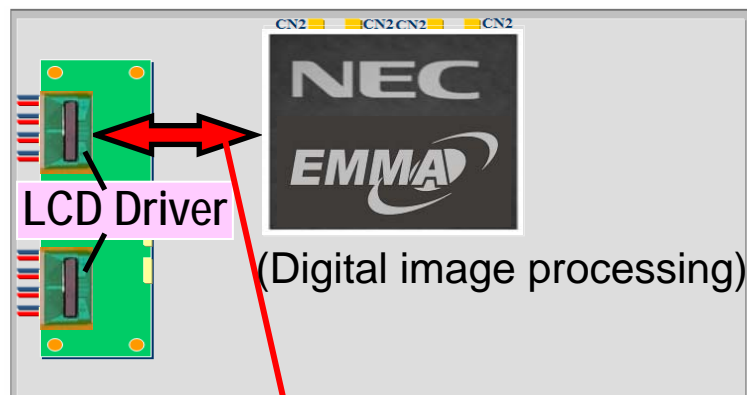 CN2 CN2 CN2 CN2
NEC
EMMA
LCD Driver
(Digital image processing)